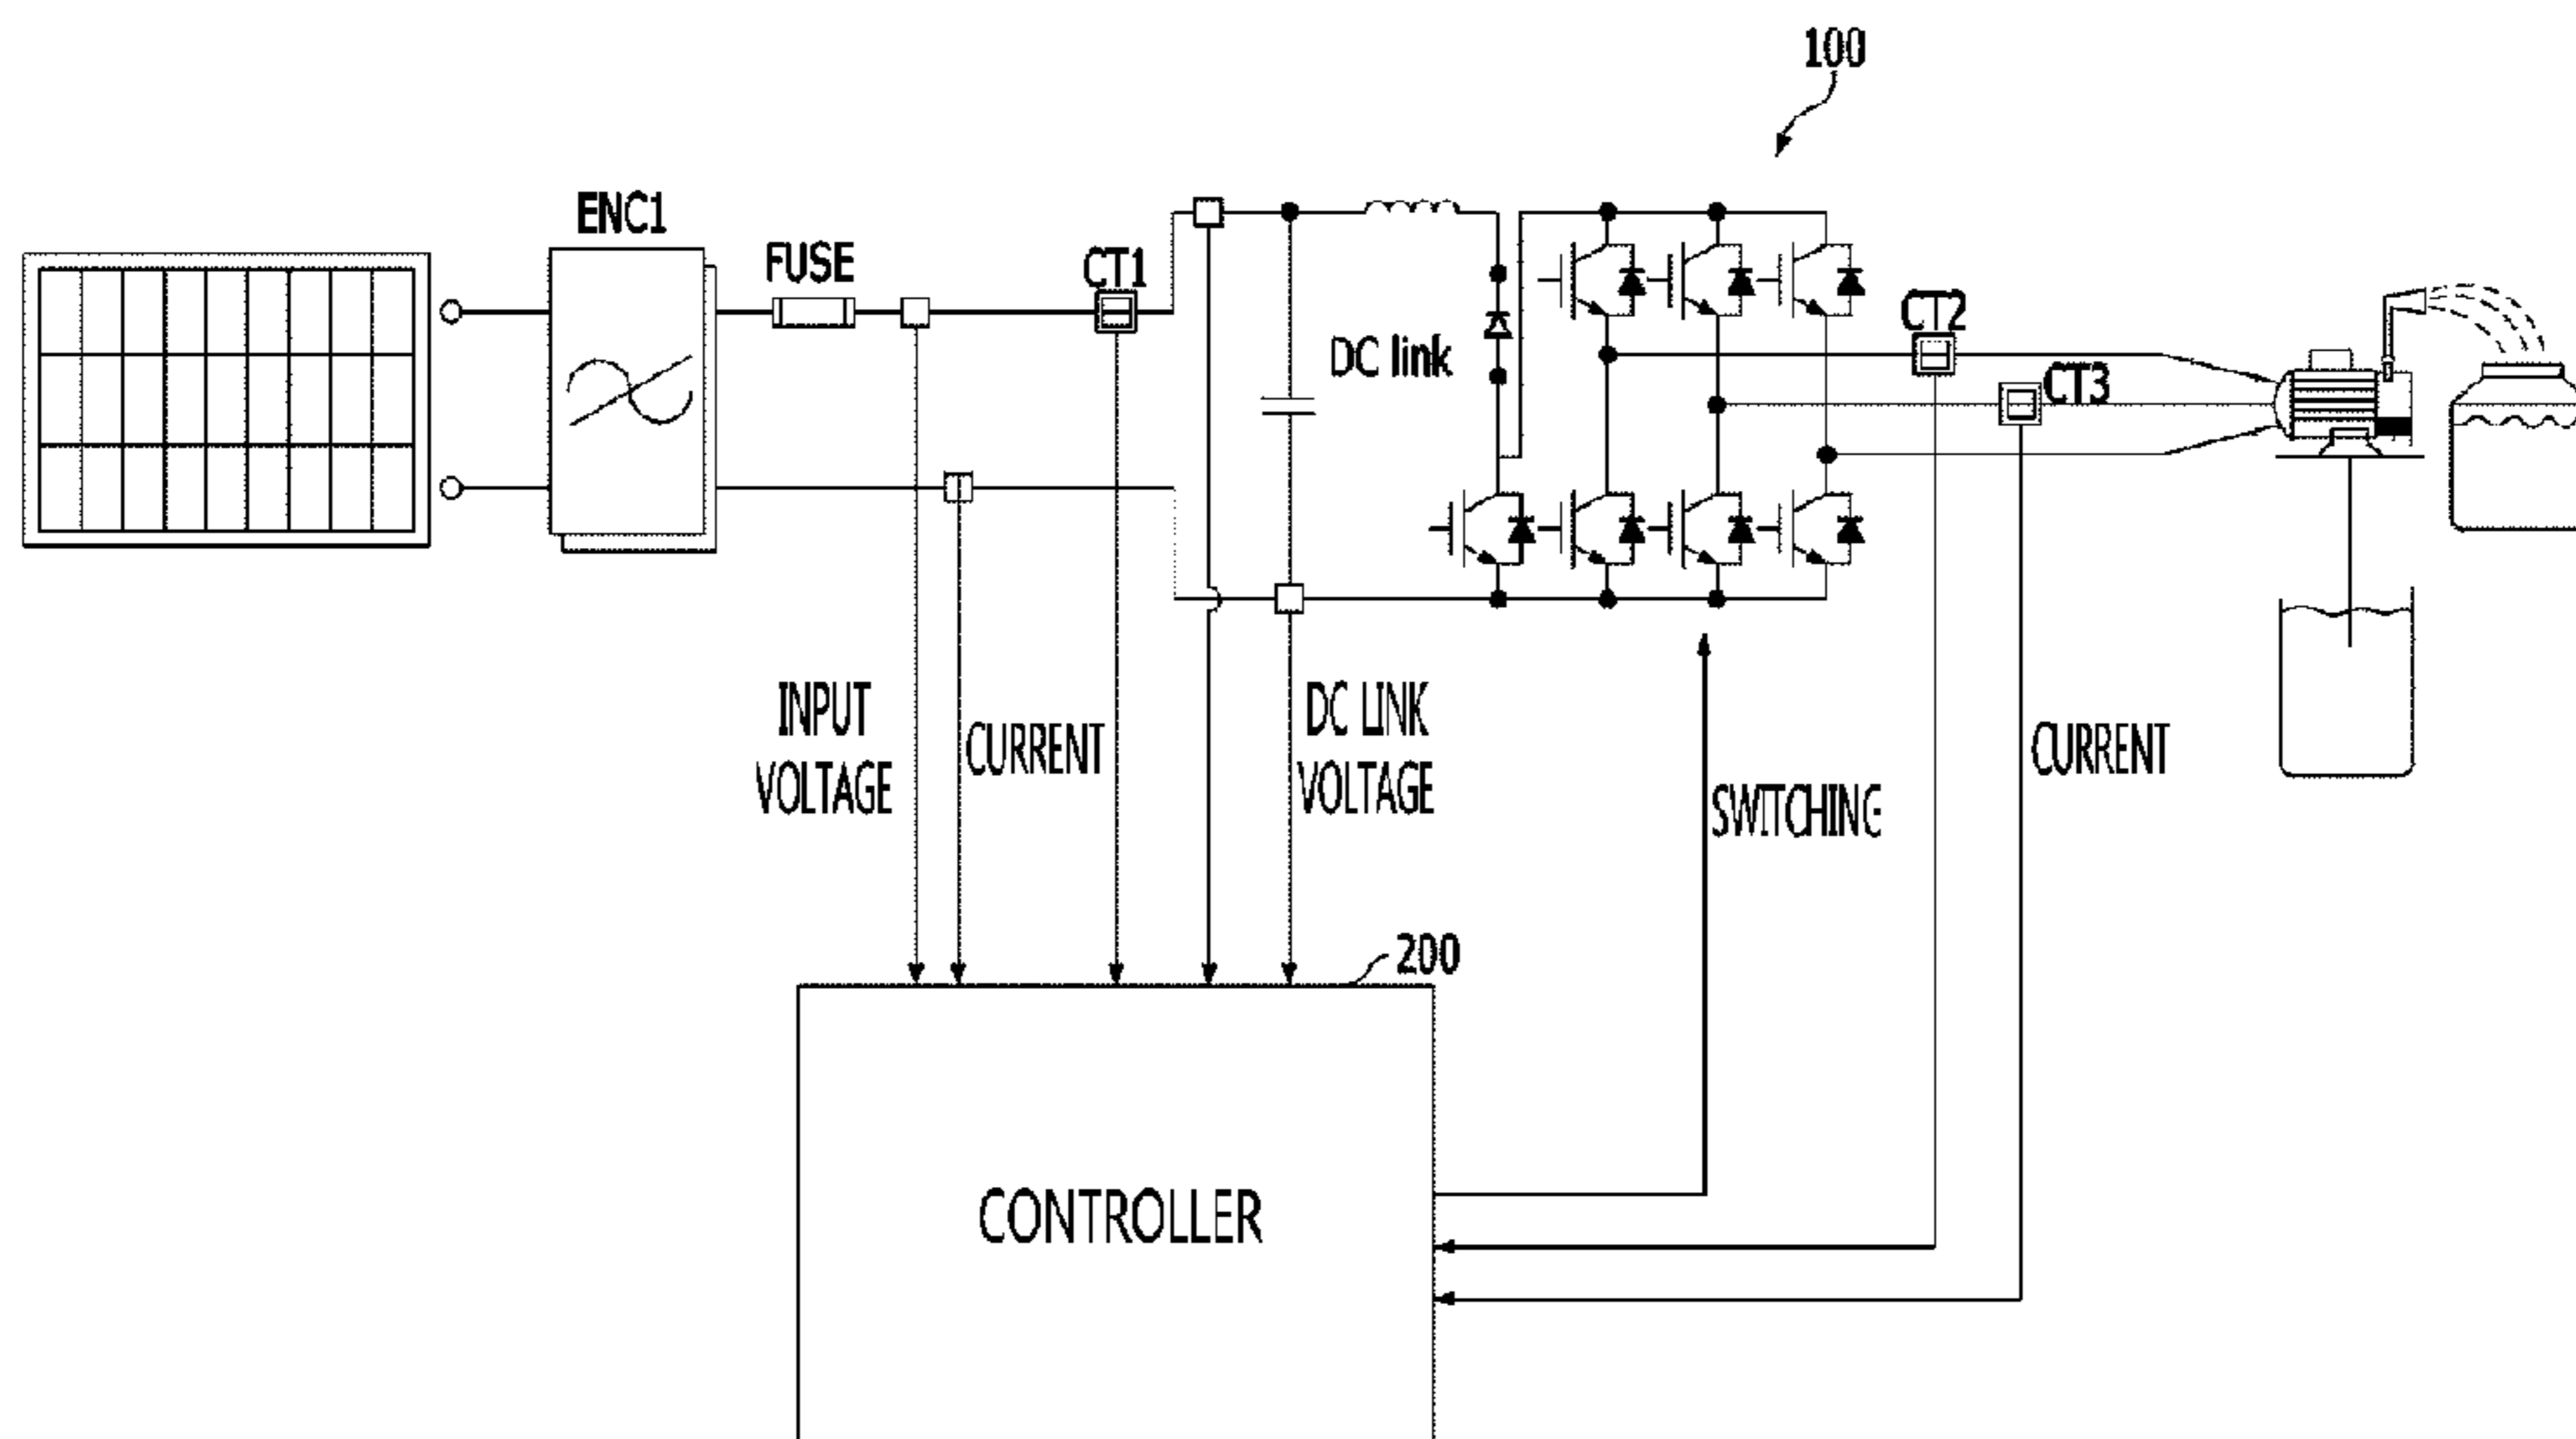 100
ENC1
FUSE
CT1
CT2
DC link
CT3
INPUT
VOLTAGE
CURRENT
DC LINK
VOLTAGE
SWITCHING
CURRENT
200
CONTROLLER